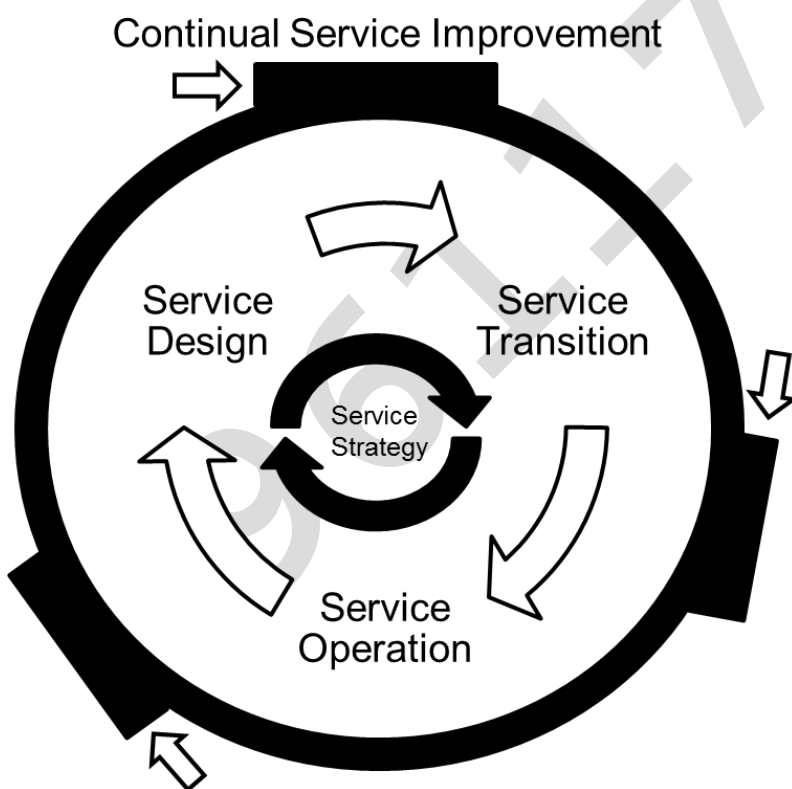 Continual Service Improvement
Service
Design
Service
Transition
Service
Strategy
Service
Operation